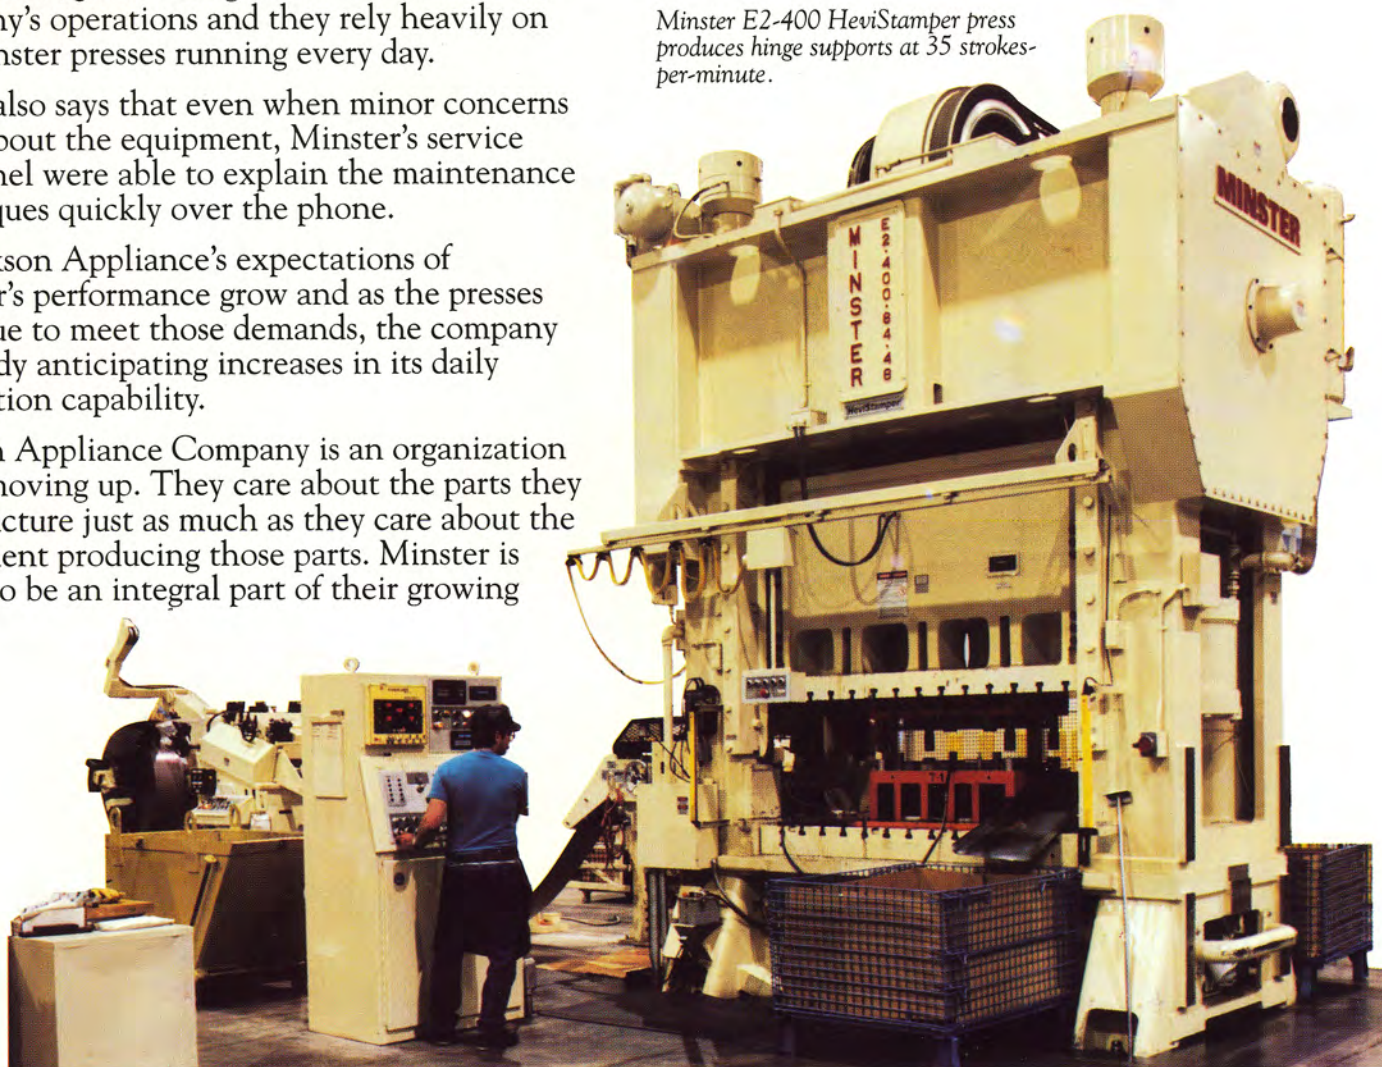 ny's operations and they rely heavily on
nster presses running every day.
also says that even when minor concerns
bout the equipment, Minster's service
nel were able to explain the maintenance
ques quickly over the phone.
kson Appliance's expectations of
r's performance grow and as the presses
ue to meet those demands, the company
dy anticipating increases in its daily
tion capability.
n Appliance Company is an organization
noving up. They care about the parts they
acture just as much as they care about the
nent producing those parts. Minster is
o be an integral part of their growing
Minster E2-400 HeviStamper press
produces hinge supports at 35 strokes-
per-minute.
MINSTER
E2-400-84-48
HeviStamper
MINSTER